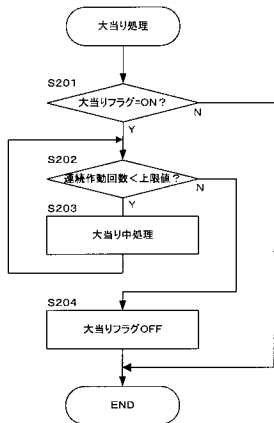 大当り処理
S201
大当りフラグ=ON?
N
Y
S202
連続作動回数<上限値?
N
Y
S203
大当り中処理
S204
大当りフラグOFF
END